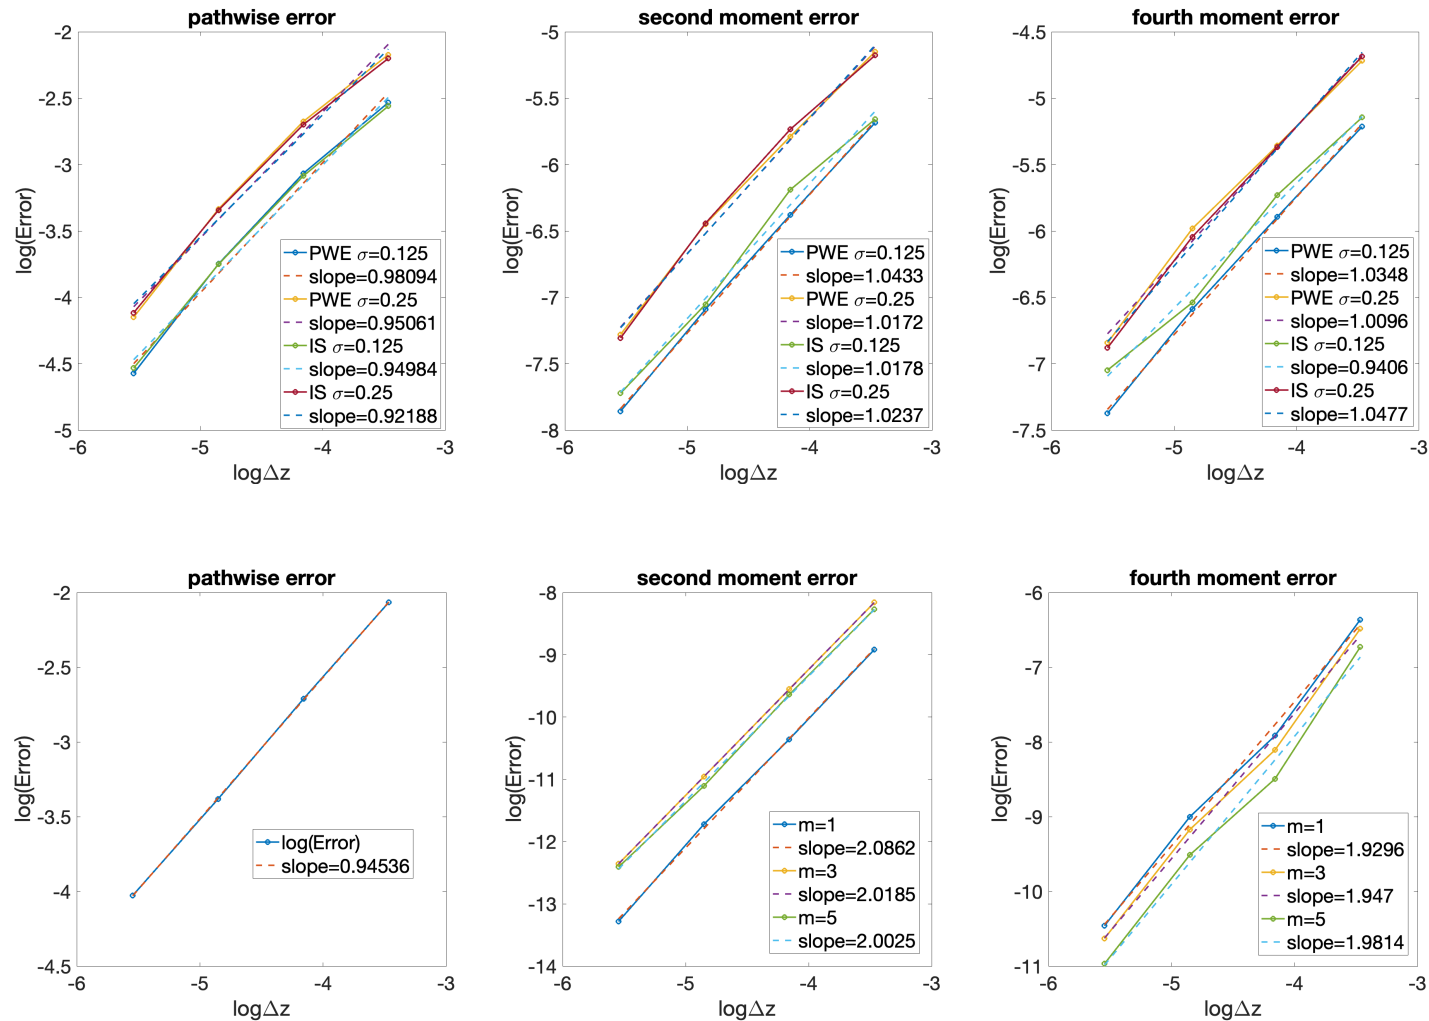 pathwise error
-2
-2.5
-3
-3.5
-4
-4.5
-5
log(Error)
-6
-5
-4
-3
logΔz
PWE σ=0.125
slope=0.98094
PWE σ=0.25
slope=0.95061
IS σ=0.125
slope=0.94984
IS σ=0.25
slope=0.92188
second moment error
-5
-5.5
-6
-6.5
-7
-7.5
-8
log(Error)
-6
-5
-4
-3
logΔz
PWE σ=0.125
slope=1.0433
PWE σ=0.25
slope=1.0172
IS σ=0.125
slope=1.0178
IS σ=0.25
slope=1.0237
fourth moment error
-4.5
-5
-5.5
-6
-6.5
-7
-7.5
log(Error)
-6
-5
-4
-3
logΔz
PWE σ=0.125
slope=1.0348
PWE σ=0.25
slope=1.0096
IS σ=0.125
slope=0.9406
IS σ=0.25
slope=1.0477
pathwise error
-2
-2.5
-3
-3.5
-4
-4.5
log(Error)
-6
-5
-4
-3
logΔz
log(Error)
slope=0.94536
second moment error
-8
-9
-10
-11
-12
-13
-14
log(Error)
-6
-5
-4
-3
logΔz
m=1
slope=2.0862
m=3
slope=2.0185
m=5
slope=2.0025
fourth moment error
-6
-7
-8
-9
-10
-11
log(Error)
-6
-5
-4
-3
logΔz
m=1
slope=1.9296
m=3
slope=1.947
m=5
slope=1.9814